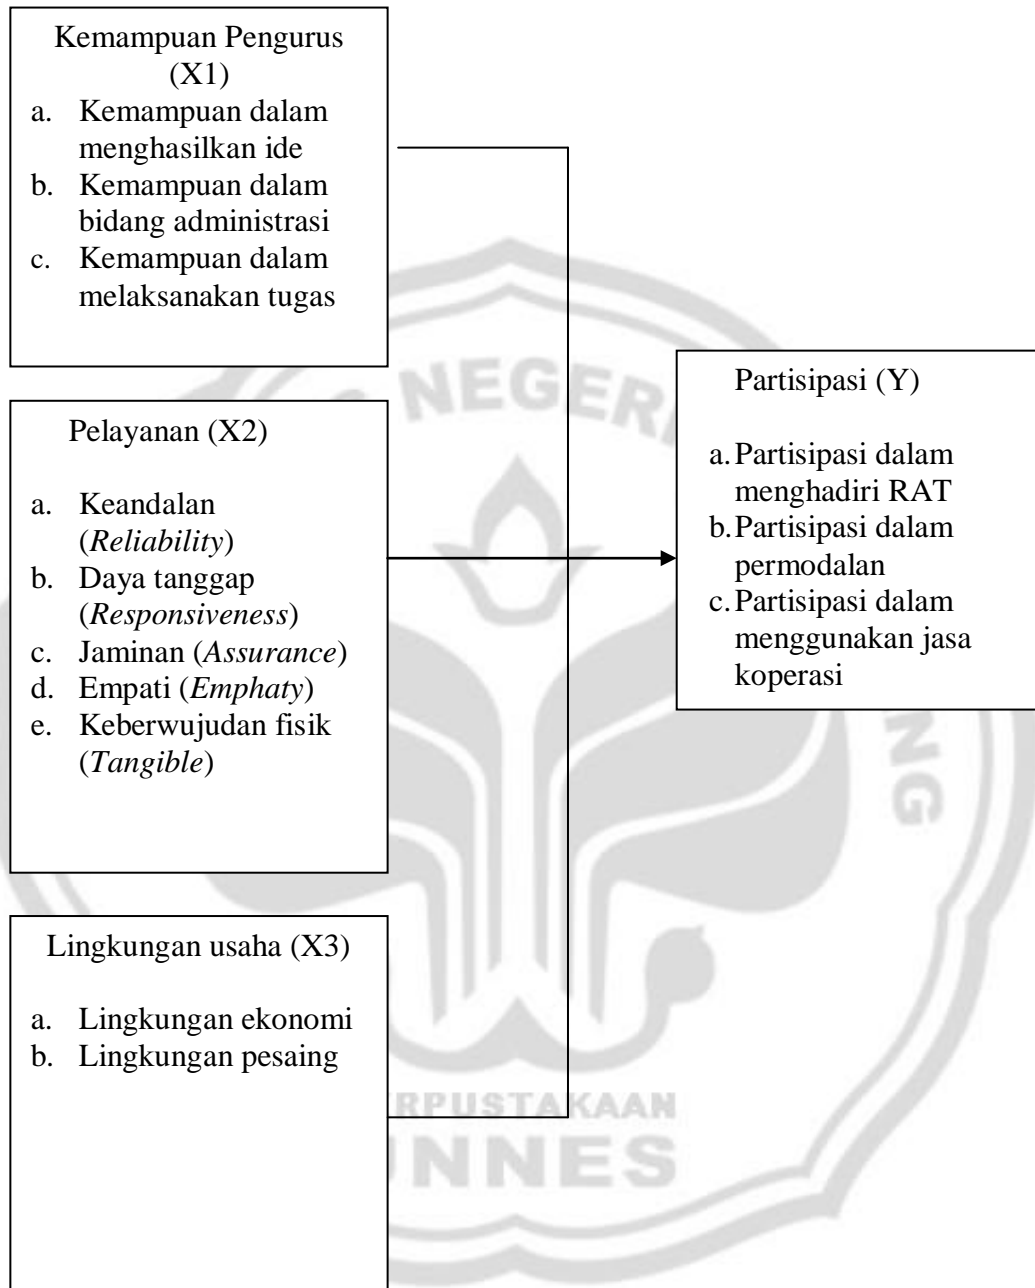 Kemampuan Pengurus
(X1)
a. Kemampuan dalam
menghasilkan ide
b. Kemampuan dalam
bidang administrasi
c. Kemampuan dalam
melaksanakan tugas
Pelayanan (X2)
a. Keandalan
(Reliability)
b. Daya tanggap
(Responsiveness)
c. Jaminan (Assurance)
d. Empati (Emphaty)
e. Keberwujudan fisik
(Tangible)
Lingkungan usaha (X3)
a. Lingkungan ekonomi
b. Lingkungan pesaing
Partisipasi (Y)
a. Partisipasi dalam
menghadiri RAT
b. Partisipasi dalam
permodalan
c. Partisipasi dalam
menggunakan jasa
koperasi
NEGERI
UNNES